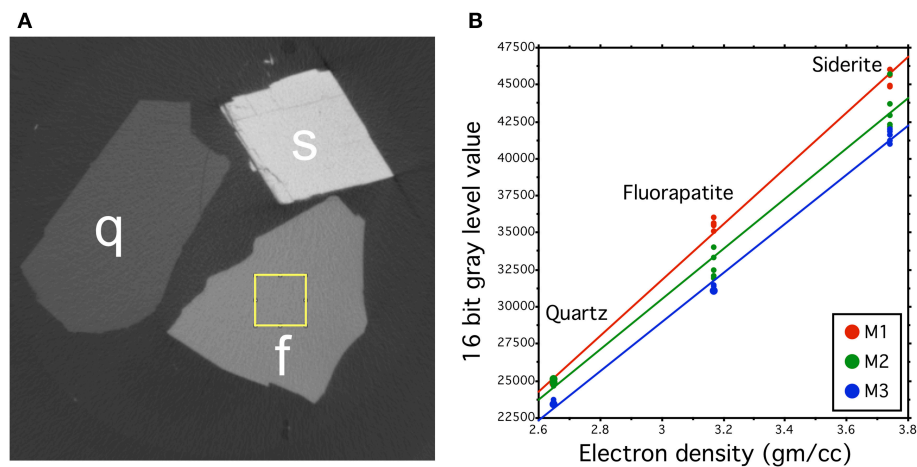 A
q
s
f
B
47500
45000
42500
40000
37500
35000
32500
30000
27500
25000
22500
2.6
2.8
3
3.2
3.4
3.6
3.8
16 bit gray level value
Electron density (gm/cc)
Quartz
Fluorapatite
Siderite
M1
M2
M3